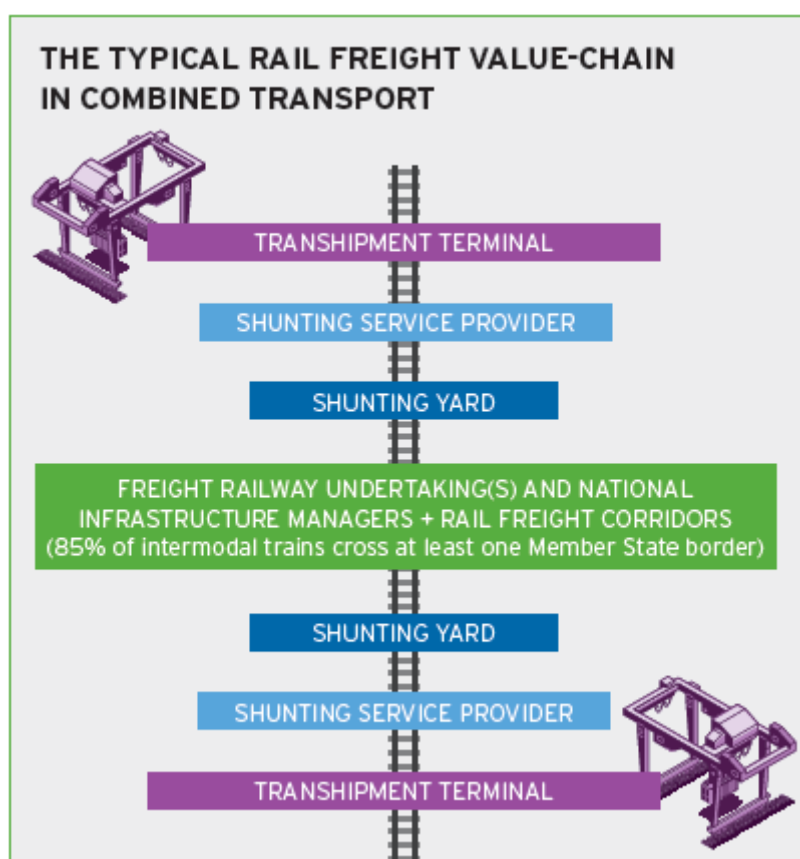 THE TYPICAL RAIL FREIGHT VALUE-CHAIN
IN COMBINED TRANSPORT
TRANSHIPMENT TERMINAL
SHUNTING SERVICE PROVIDER
SHUNTING YARD
FREIGHT RAILWAY UNDERTAKING(S) AND NATIONAL
INFRASTRUCTURE MANAGERS + RAIL FREIGHT CORRIDORS
(85% of intermodal trains cross at least one Member State border)
SHUNTING YARD
SHUNTING SERVICE PROVIDER
TRANSHIPMENT TERMINAL